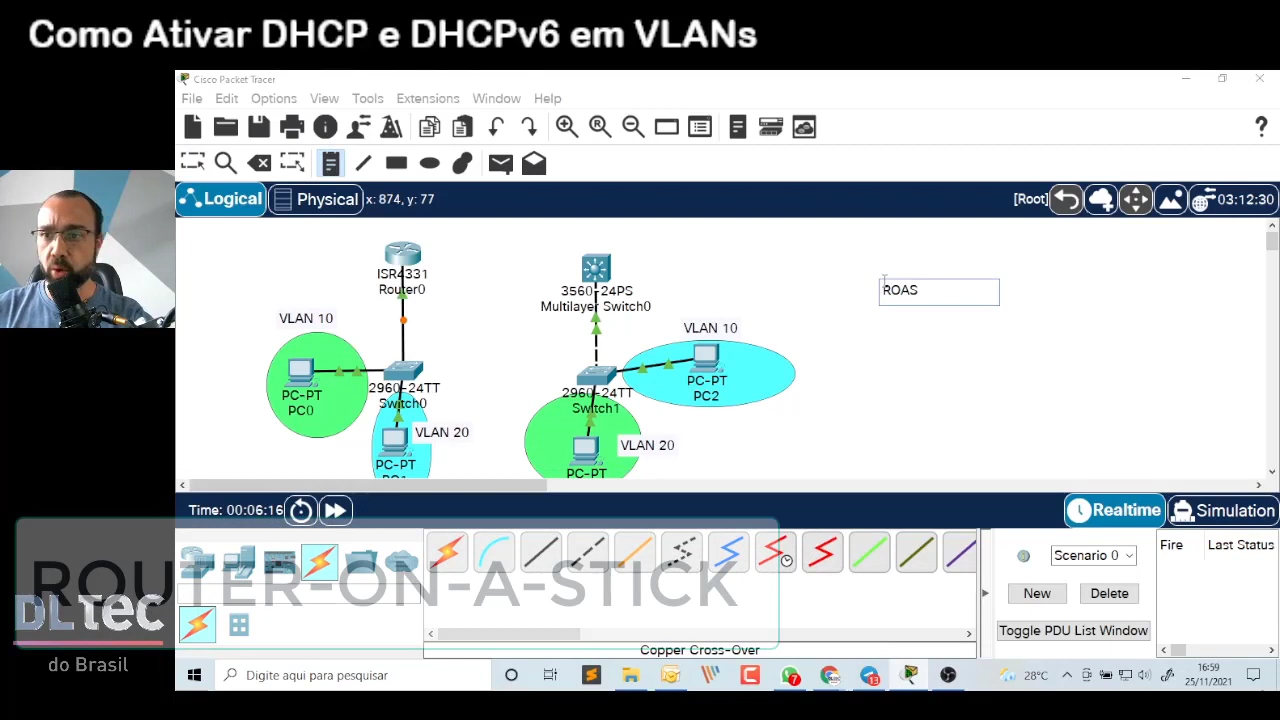 Como Ativar DHCP e DHCPv6 em VLANs
Cisco Packet Tracer
File Edit Options View Tools Extensions Window Help
?
Logical Physical x: 874, y: 77 [Root] 03:12:30
ISR4331
Router0
3560-24PS
Multilayer Switch0
ROAS
VLAN 10
VLAN 10
PC-PT
PC0
2960-24TT
Switch0
PC-PT
PC2
2960-24TT
Switch1
VLAN 20
PC-PT
VLAN 20
PC-PT
Time: 00:06:16 Realtime Simulation
Scenario 0
Fire Last Status
New Delete
Toggle PDU List Window
ROUTER-ON-A-STICK
DLtec
do Brasil
Copper Cross-Over
Digite aqui para pesquisar
7
13
28°C
16:59
25/11/2021